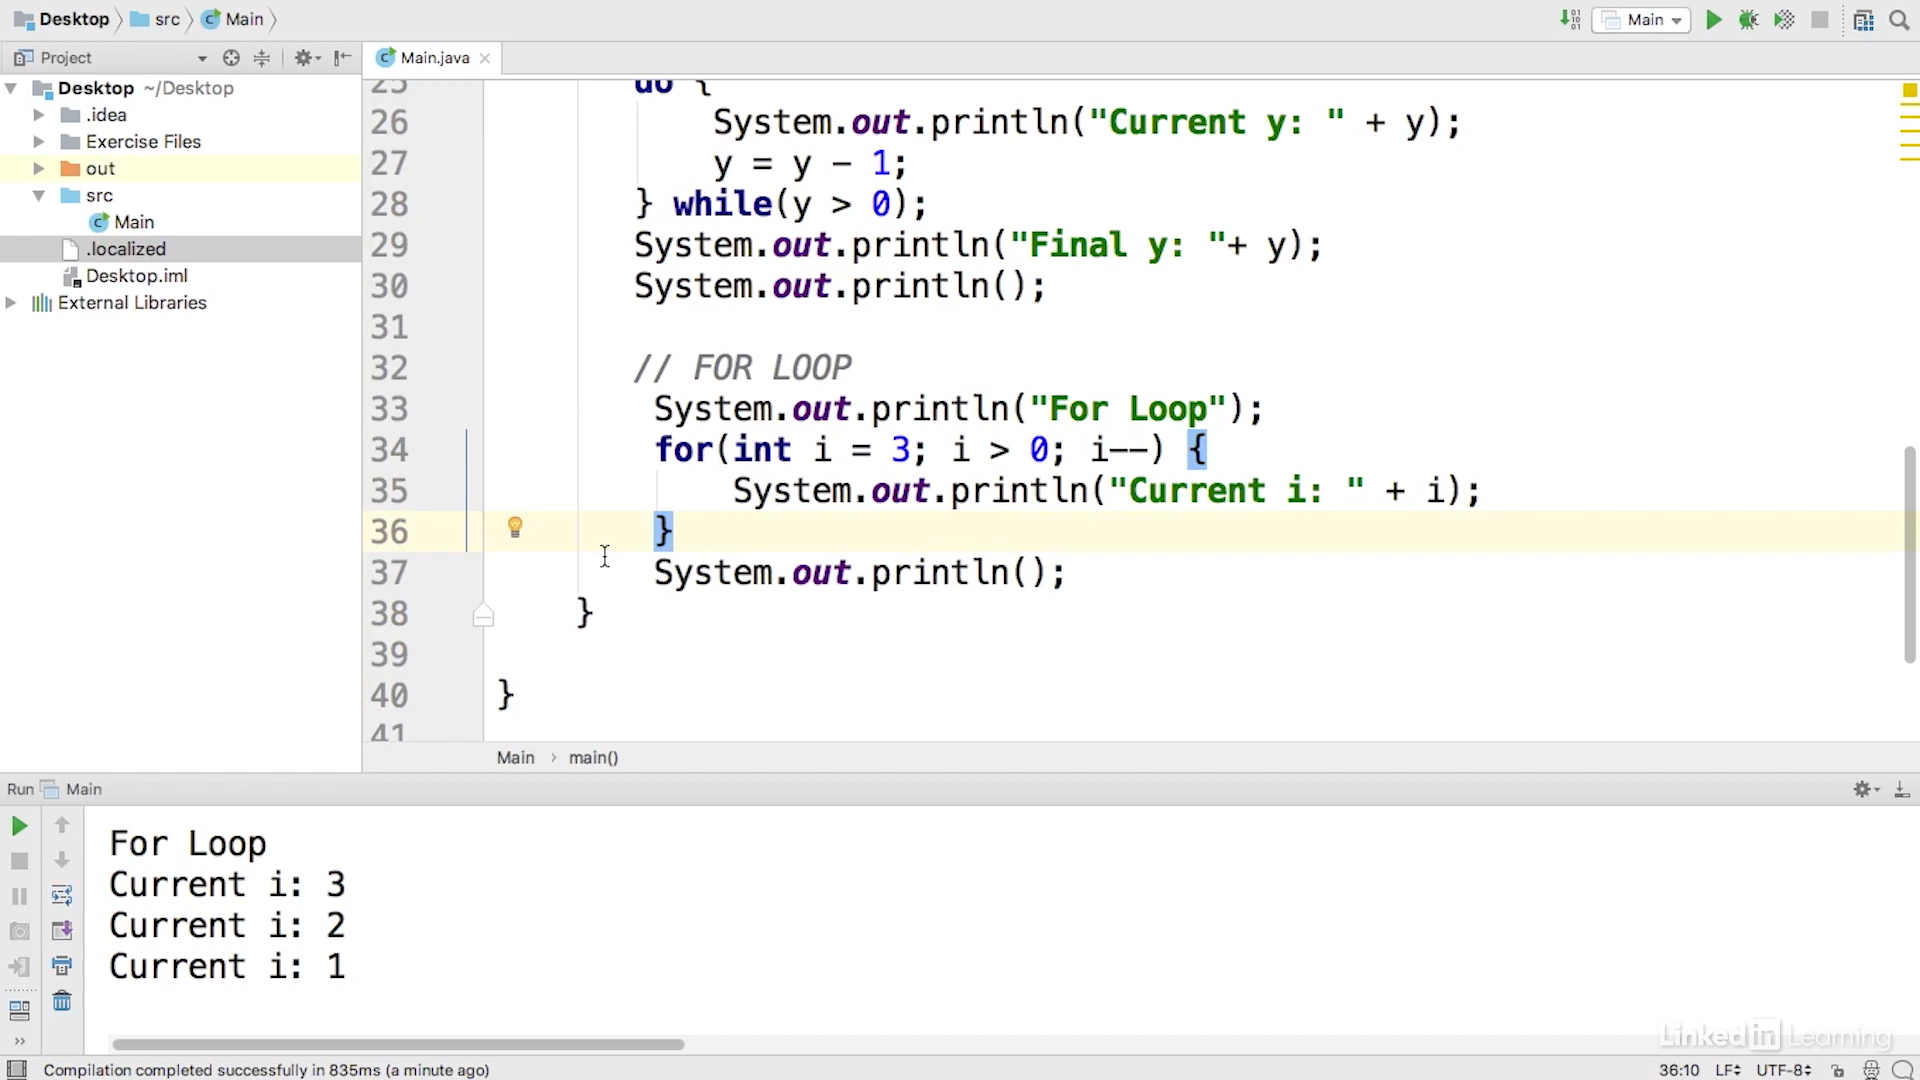 Desktop src Main
Main
Project
Main.java
Desktop ~/Desktop
.idea
Exercise Files
out
src
Main
.localized
Desktop.iml
External Libraries
25 do {
26 System.out.println("Current y: " + y);
27 y = y - 1;
28 } while(y > 0);
29 System.out.println("Final y: "+ y);
30 System.out.println();
31
32 // FOR LOOP
33 System.out.println("For Loop");
34 for(int i = 3; i > 0; i--) {
35 System.out.println("Current i: " + i);
36 }
37 System.out.println();
38 }
39
40 }
41
Main › main()
Run Main
For Loop
Current i: 3
Current i: 2
Current i: 1
LinkedIn Learning
Compilation completed successfully in 835ms (a minute ago)
36:10 LF UTF-8